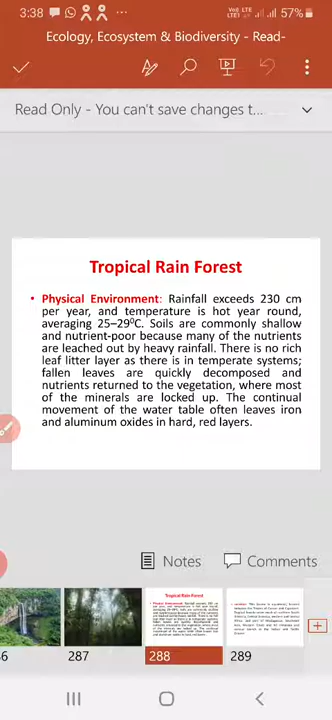 3:38
57%
Ecology, Ecosystem & Biodiversity - Read-
Read Only - You can't save changes t...
Tropical Rain Forest
• Physical Environment: Rainfall exceeds 230 cm
per year, and temperature is hot year round,
averaging 25–29⁰C. Soils are commonly shallow
and nutrient-poor because many of the nutrients
are leached out by heavy rainfall. There is no rich
leaf litter layer as there is in temperate systems;
fallen leaves are quickly decomposed and
nutrients returned to the vegetation, where most
of the minerals are locked up. The continual
movement of the water table often leaves iron
and aluminum oxides in hard, red layers.
Notes
Comments
Tropical Rain Forest
287
288
289